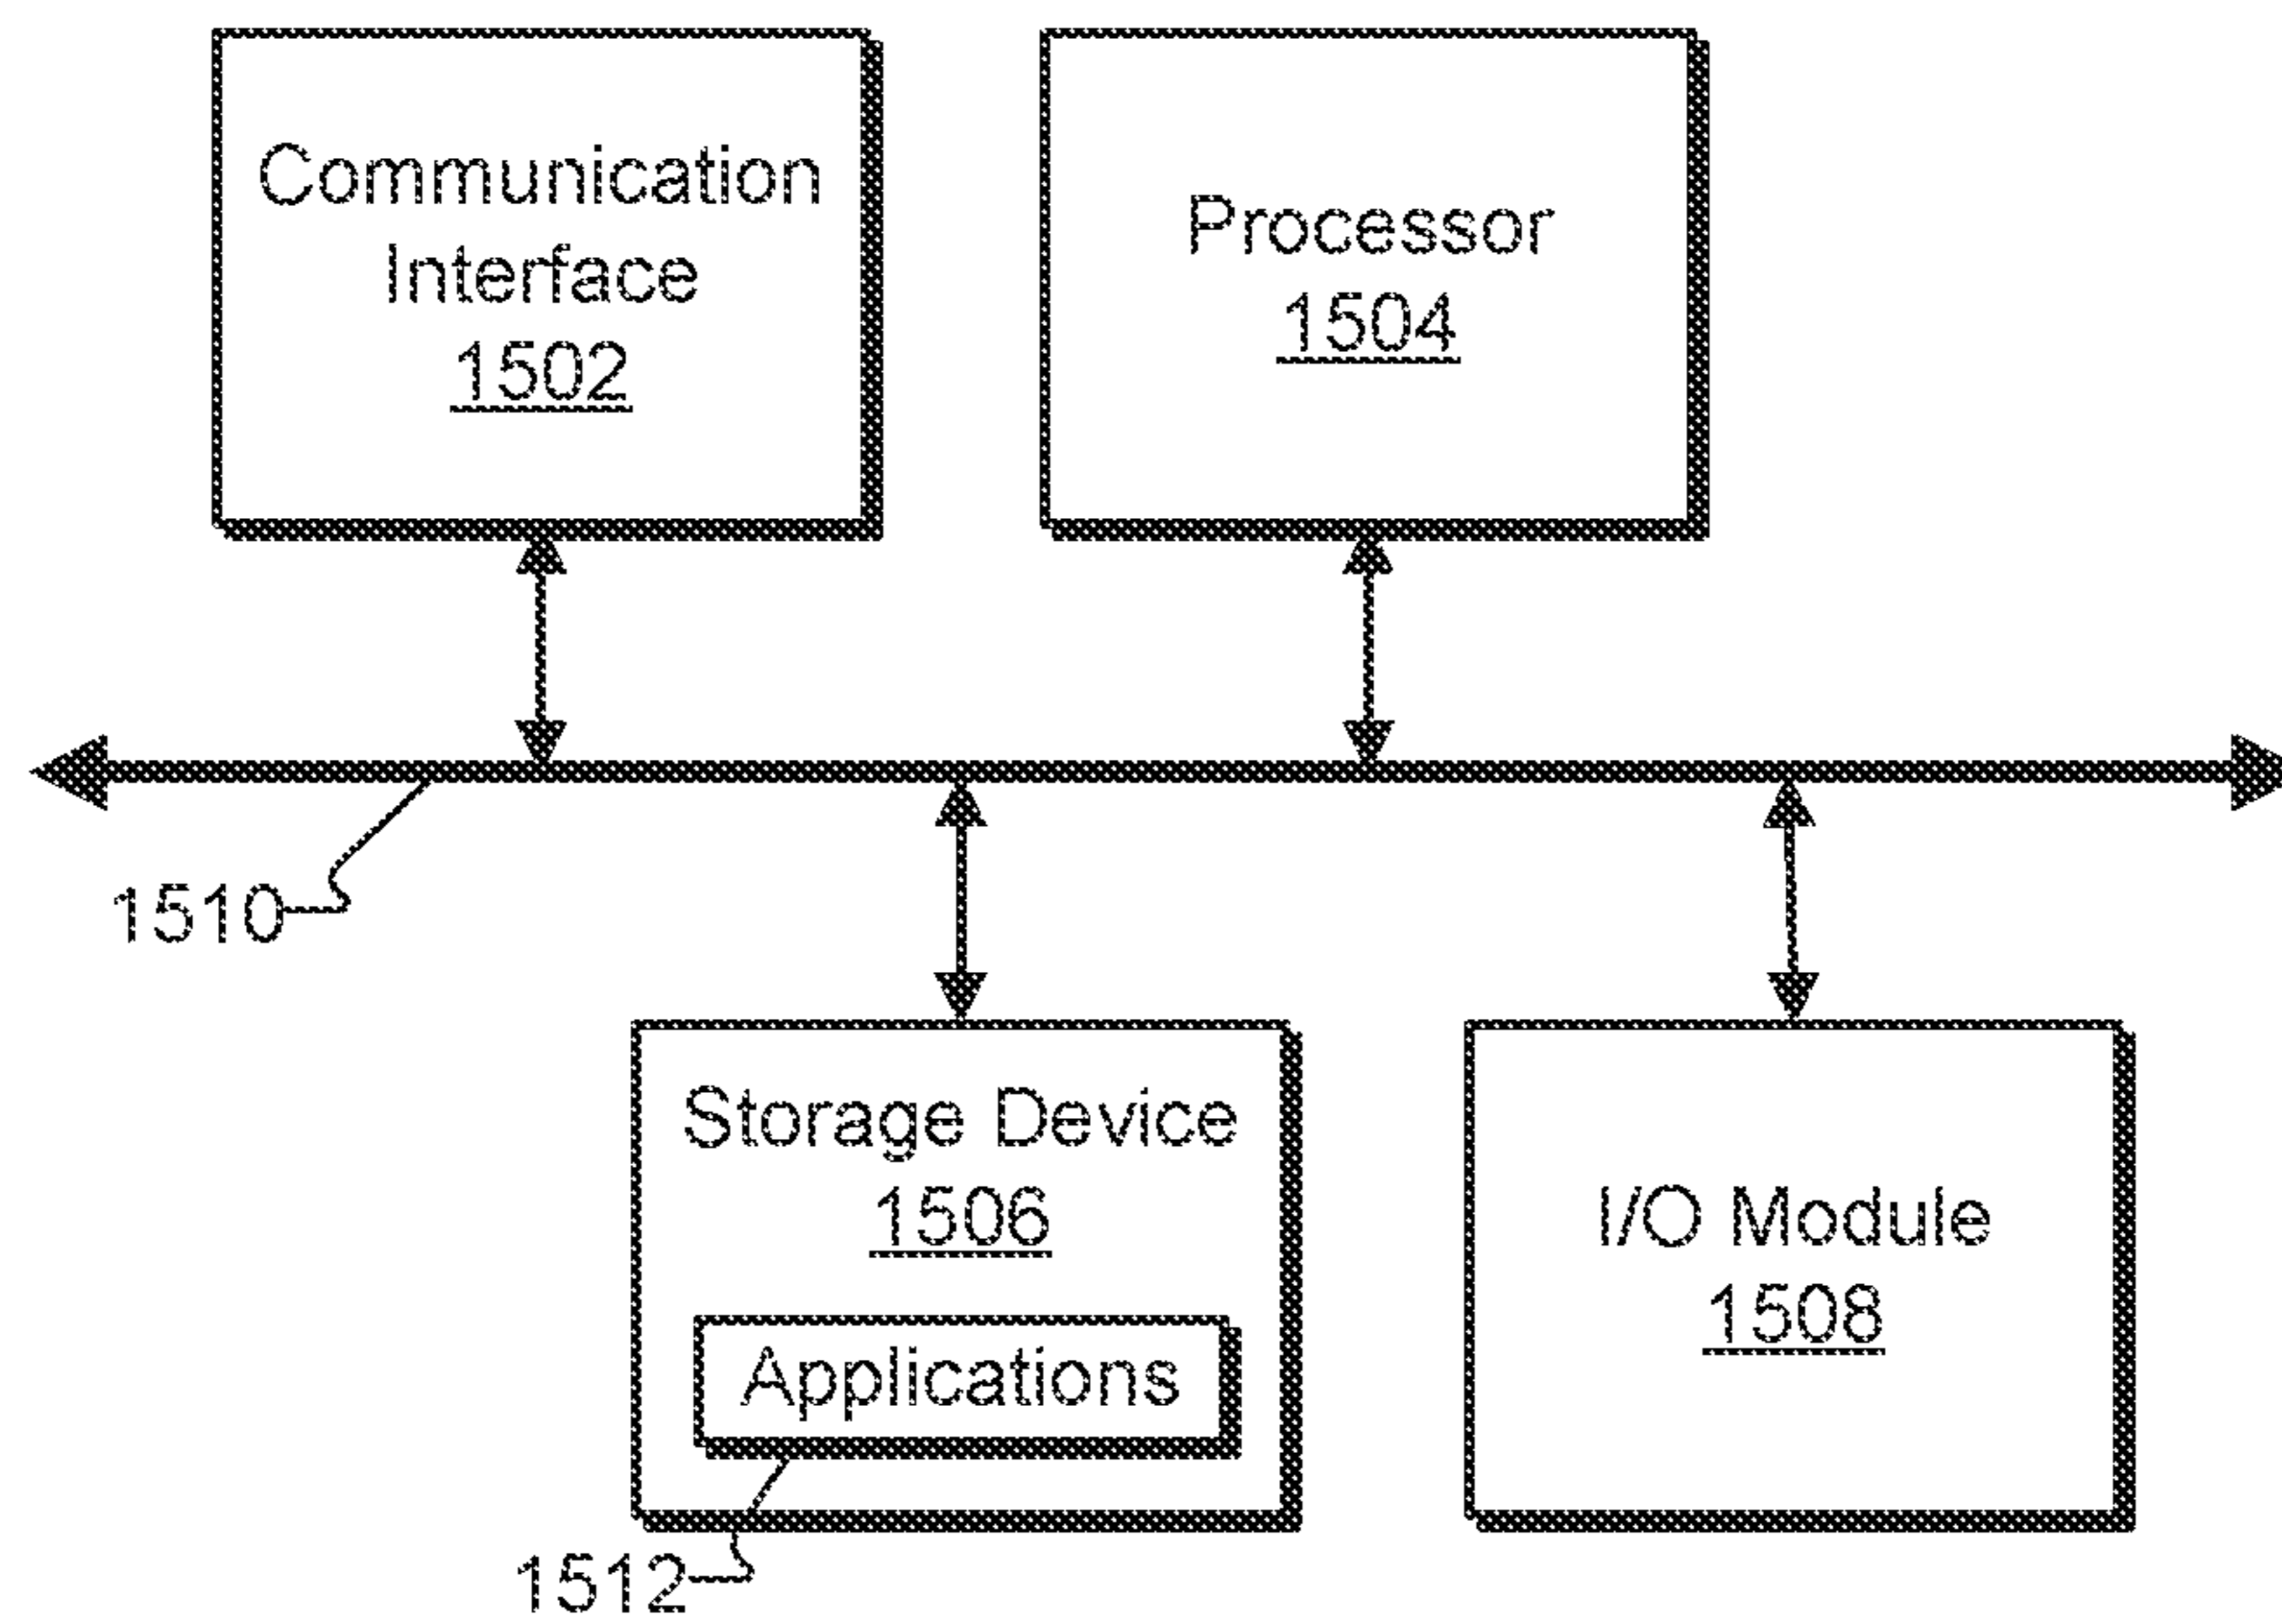 Communication
Interface
1502
Processor
1504
1510
Storage Device
1506
Applications
1512
I/O Module
1508